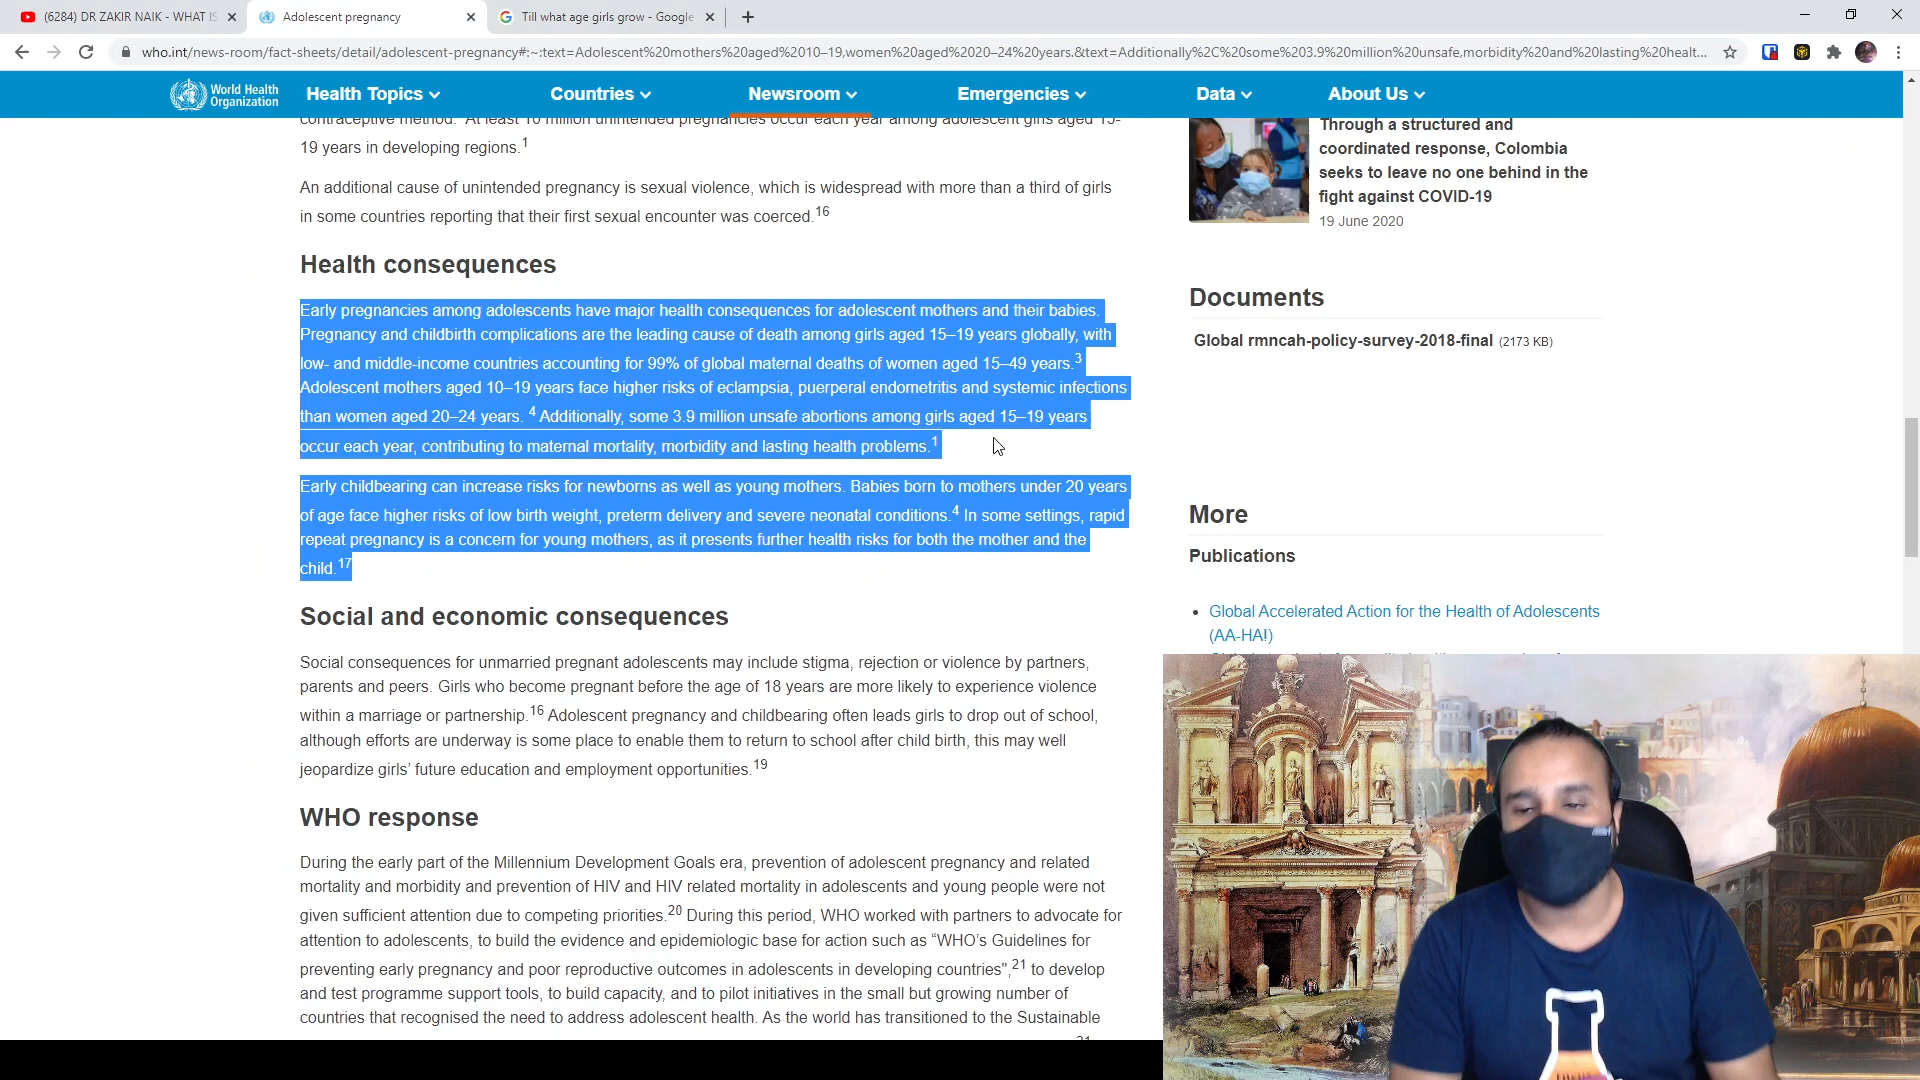 (6284) DR ZAKIR NAIK - WHAT IS
Adolescent pregnancy
Till what age girls grow - Google
who.int/news-room/fact-sheets/detail/adolescent-pregnancy#:~:text=Adolescent%20mothers%20aged%2010–19,women%20aged%2020–24%20years.&text=Additionally%2C%20some%203.9%20million%20unsafe,morbidity%20and%20lasting%20healt...
World Health
Organization
Health Topics
Countries
Newsroom
Emergencies
Data
About Us
contraceptive method. At least 10 million unintended pregnancies occur each year among adolescent girls aged 15-
19 years in developing regions.1
An additional cause of unintended pregnancy is sexual violence, which is widespread with more than a third of girls
in some countries reporting that their first sexual encounter was coerced.16
Health consequences
Early pregnancies among adolescents have major health consequences for adolescent mothers and their babies.
Pregnancy and childbirth complications are the leading cause of death among girls aged 15–19 years globally, with
low- and middle-income countries accounting for 99% of global maternal deaths of women aged 15–49 years.3
Adolescent mothers aged 10–19 years face higher risks of eclampsia, puerperal endometritis and systemic infections
than women aged 20–24 years. 4 Additionally, some 3.9 million unsafe abortions among girls aged 15–19 years
occur each year, contributing to maternal mortality, morbidity and lasting health problems.1
Early childbearing can increase risks for newborns as well as young mothers. Babies born to mothers under 20 years
of age face higher risks of low birth weight, preterm delivery and severe neonatal conditions.4 In some settings, rapid
repeat pregnancy is a concern for young mothers, as it presents further health risks for both the mother and the
child.17
Social and economic consequences
Social consequences for unmarried pregnant adolescents may include stigma, rejection or violence by partners,
parents and peers. Girls who become pregnant before the age of 18 years are more likely to experience violence
within a marriage or partnership.16 Adolescent pregnancy and childbearing often leads girls to drop out of school,
although efforts are underway is some place to enable them to return to school after child birth, this may well
jeopardize girls’ future education and employment opportunities.19
WHO response
During the early part of the Millennium Development Goals era, prevention of adolescent pregnancy and related
mortality and morbidity and prevention of HIV and HIV related mortality in adolescents and young people were not
given sufficient attention due to competing priorities.20 During this period, WHO worked with partners to advocate for
attention to adolescents, to build the evidence and epidemiologic base for action such as “WHO’s Guidelines for
preventing early pregnancy and poor reproductive outcomes in adolescents in developing countries",21 to develop
and test programme support tools, to build capacity, and to pilot initiatives in the small but growing number of
countries that recognised the need to address adolescent health. As the world has transitioned to the Sustainable
Through a structured and
coordinated response, Colombia
seeks to leave no one behind in the
fight against COVID-19
19 June 2020
Documents
Global rmncah-policy-survey-2018-final (2173 KB)
More
Publications
• Global Accelerated Action for the Health of Adolescents
(AA-HA!)